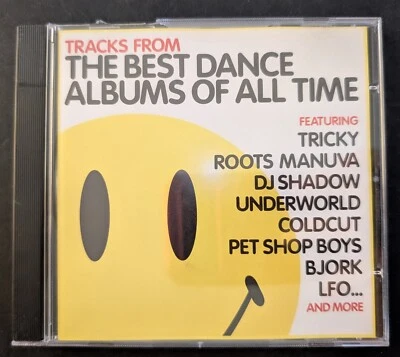 TRACKS FROM
THE BEST DANCE
ALBUMS OF ALL TIME
FEATURING
TRICKY
ROOTS MANUVA
DJ SHADOW
UNDERWORLD
COLDCUT
PET SHOP BOYS
BJORK
LFO...
AND MORE